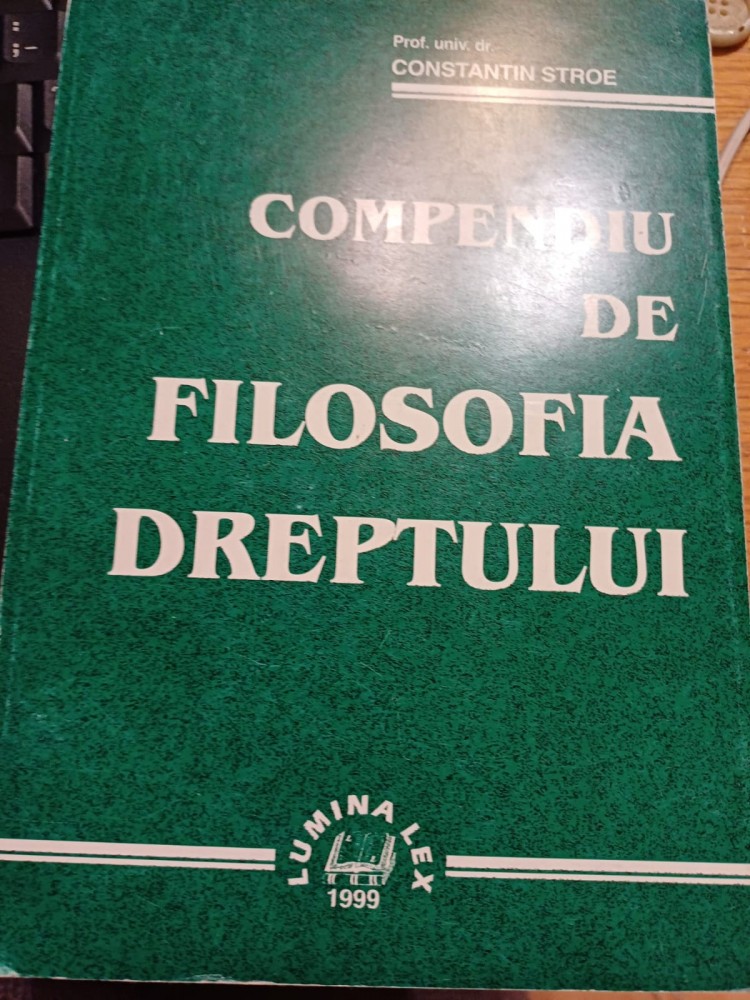 Prof. univ. dr.
CONSTANTIN STROE
COMPENDIU
DE
FILOSOFIA
DREPTULUI
LUMINA LEX
1999